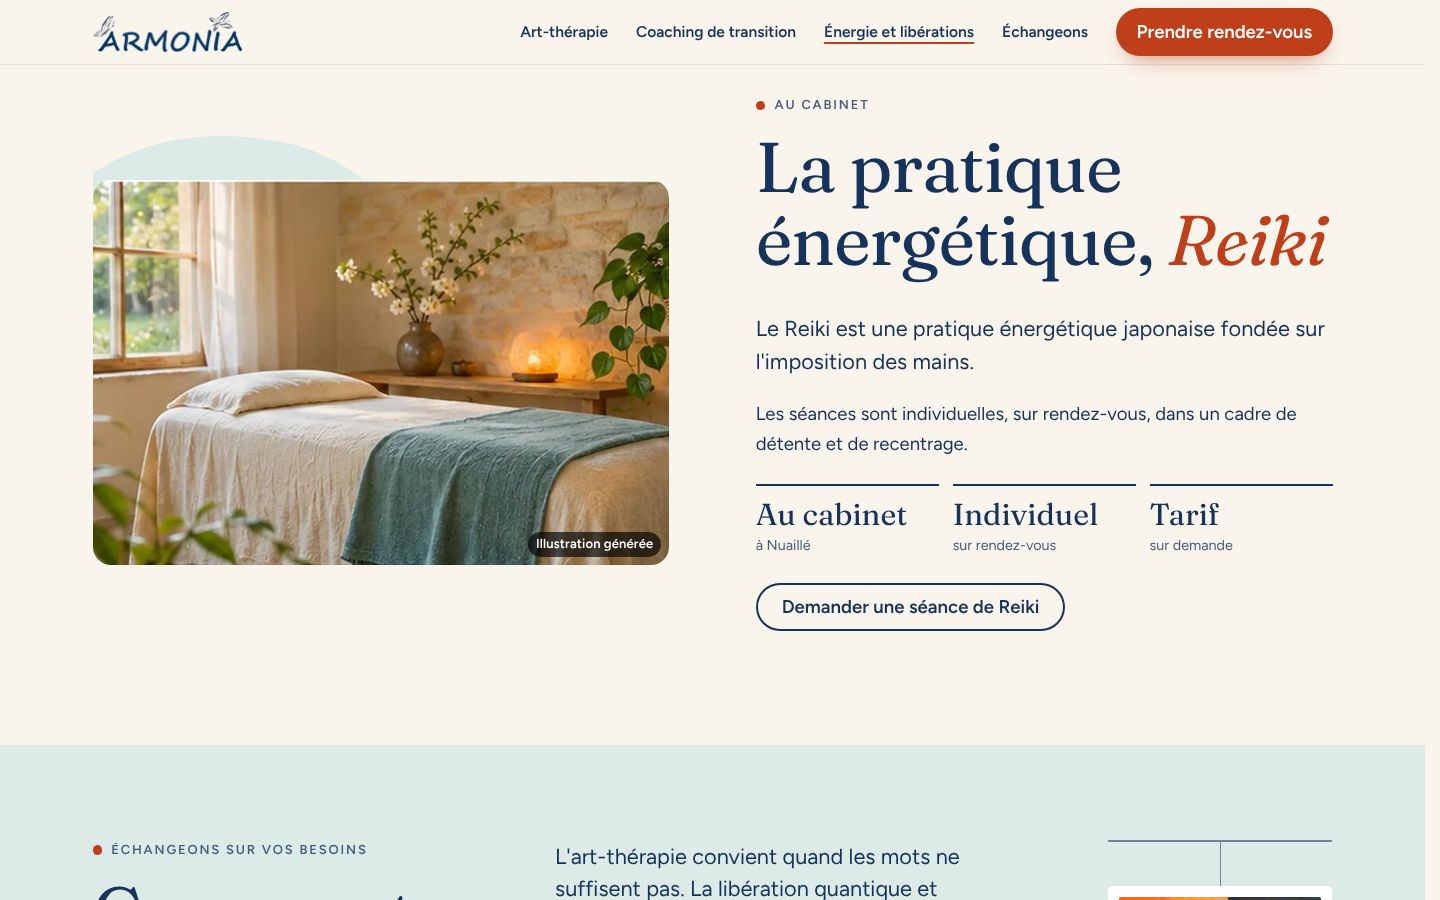 ARMONIA
Art-thérapie
Coaching de transition
Énergie et libérations
Échangeons
Prendre rendez-vous
AU CABINET
La pratique
énergétique, Reiki
Le Reiki est une pratique énergétique japonaise fondée sur
l'imposition des mains.
Les séances sont individuelles, sur rendez-vous, dans un cadre de
détente et de recentrage.
Au cabinet
à Nuaillé
Individuel
sur rendez-vous
Tarif
sur demande
Demander une séance de Reiki
Illustration générée
ÉCHANGEONS SUR VOS BESOINS
L'art-thérapie convient quand les mots ne
suffisent pas. La libération quantique et